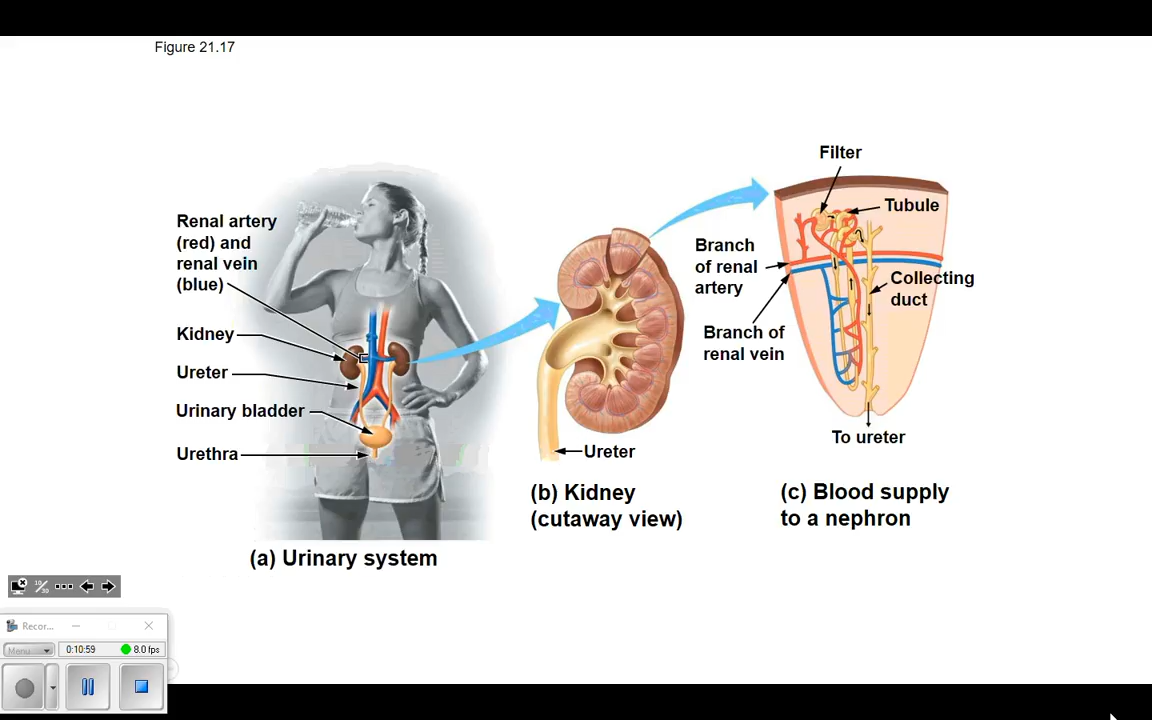 Figure 21.17
Renal artery
(red) and
renal vein
(blue)
Kidney
Ureter
Urinary bladder
Urethra
(a) Urinary system
Ureter
(b) Kidney
(cutaway view)
Filter
Tubule
Branch
of renal
artery
Collecting
duct
Branch of
renal vein
To ureter
(c) Blood supply
to a nephron
10/30
Recor...
Menu
0:10:59
8.0 fps